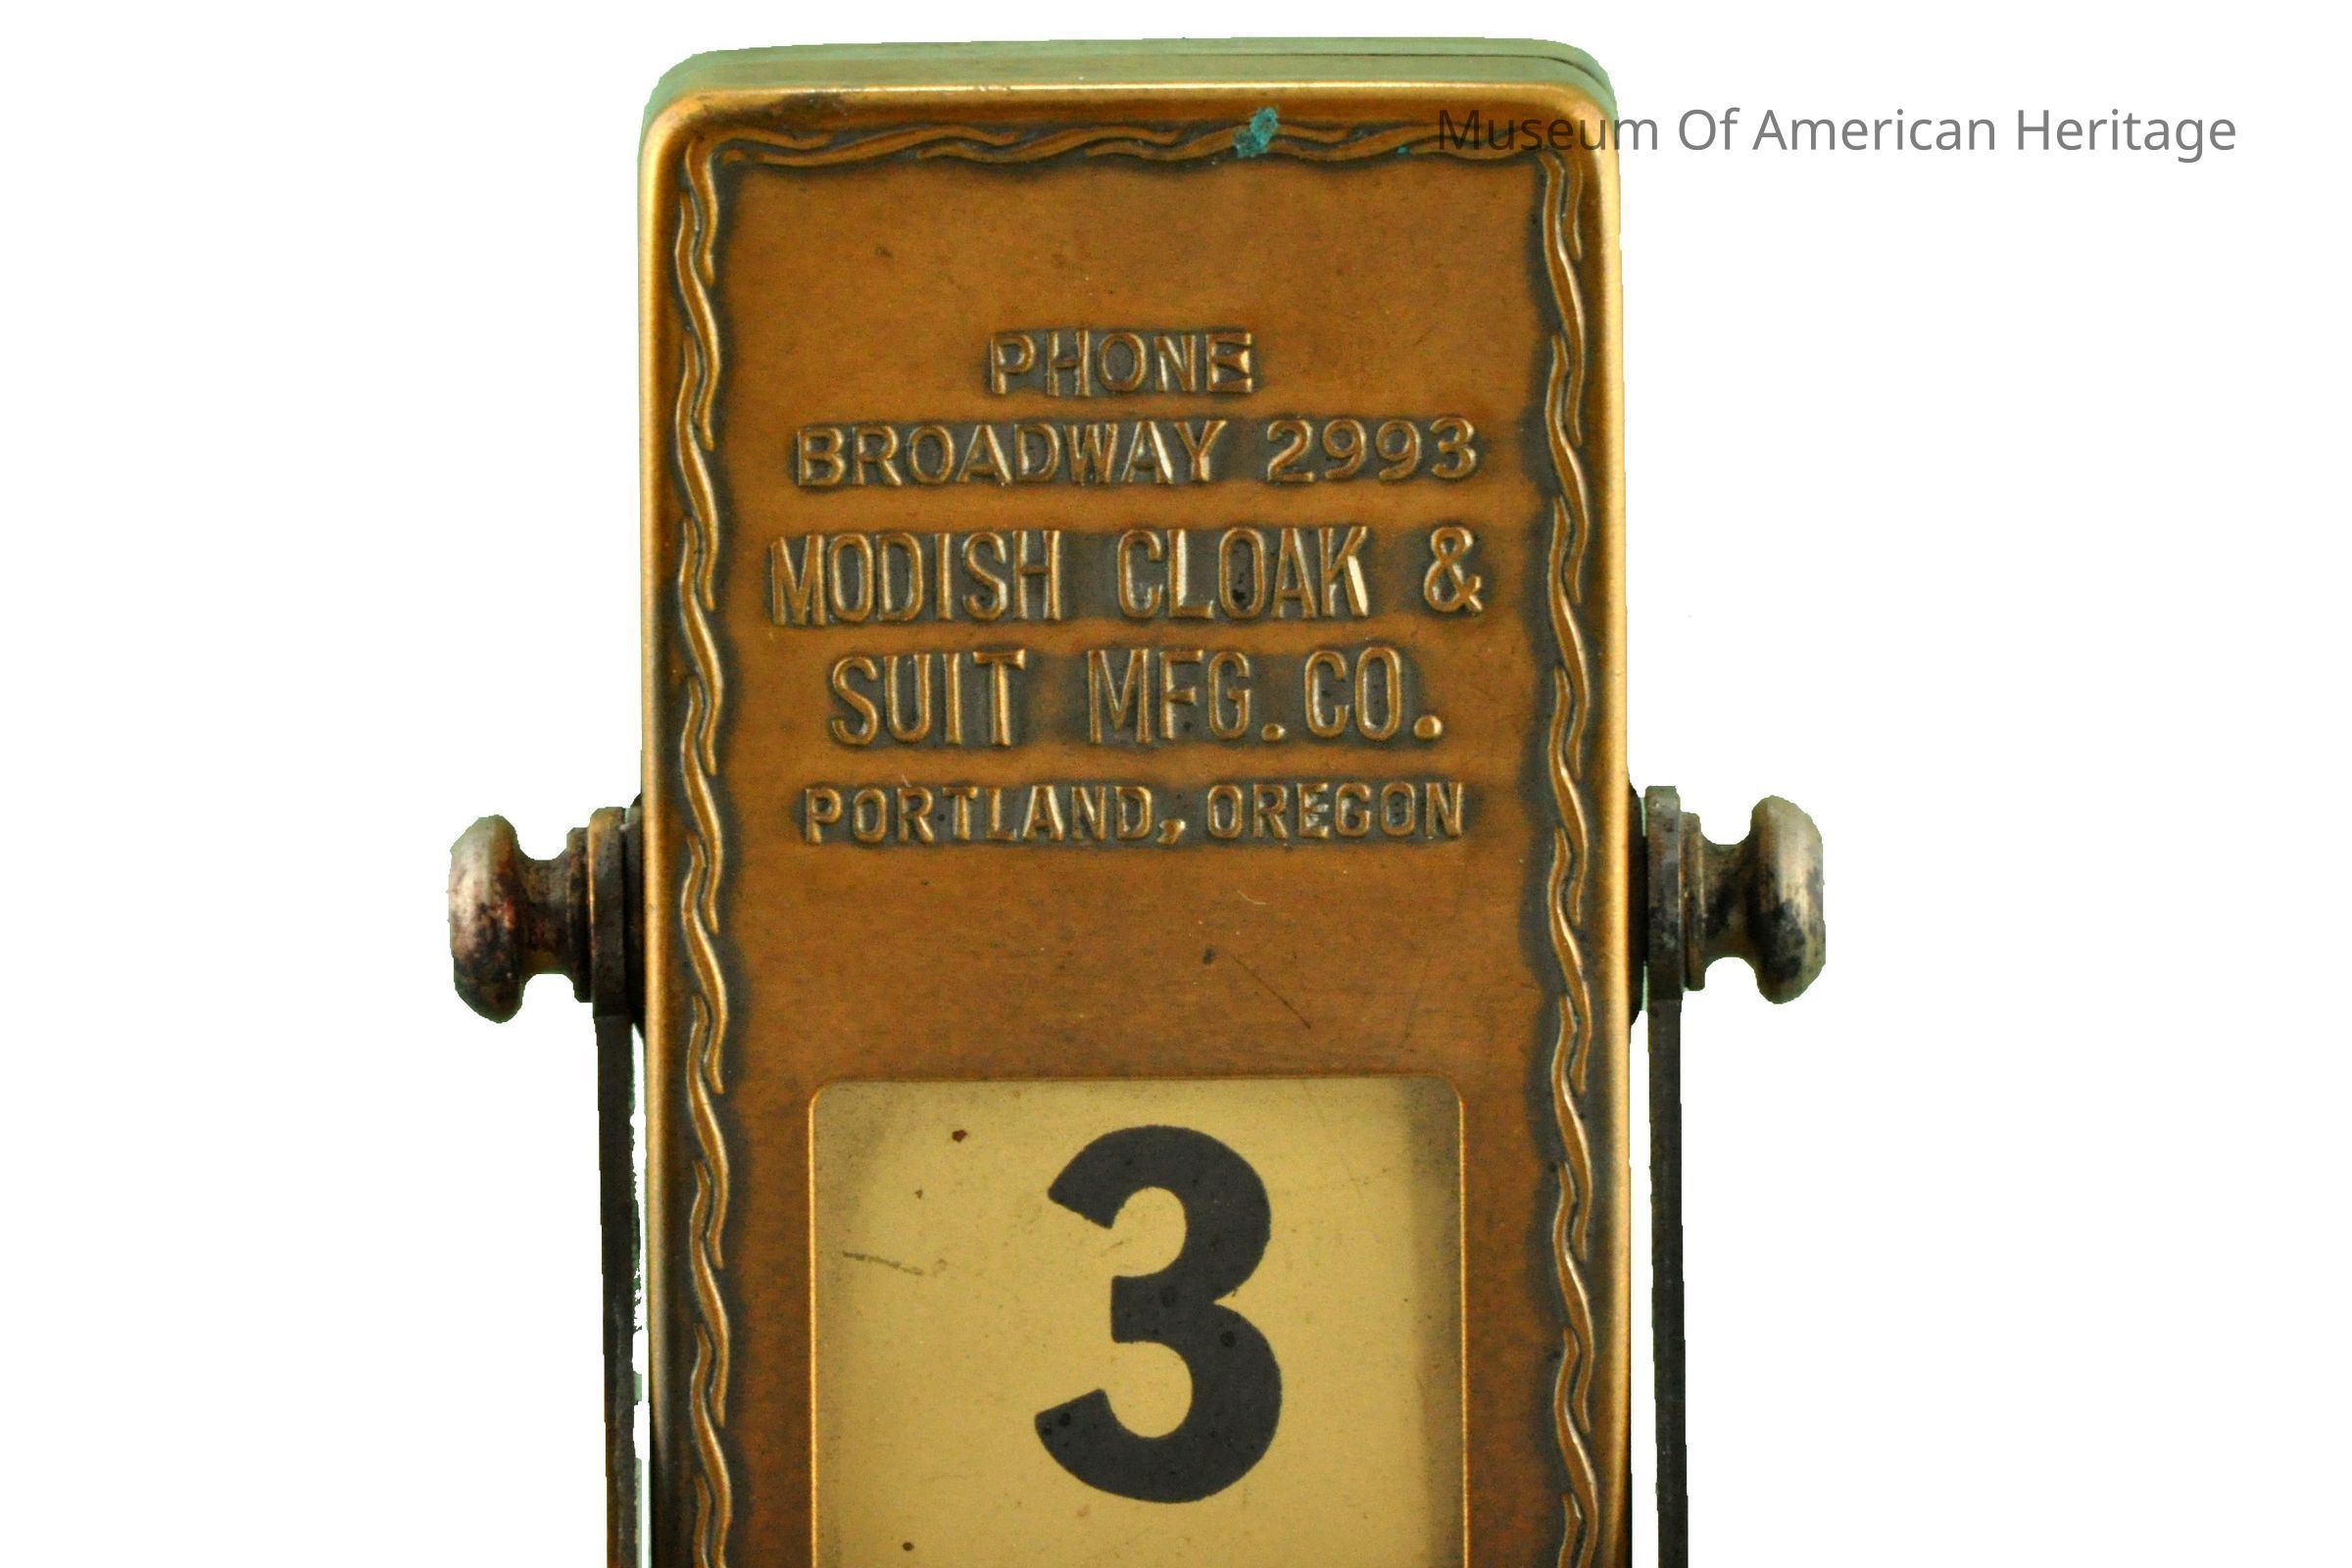 Museum Of American Heritage
PHONE
BROADWAY 2993
MODISH CLOAK &
SUIT MFG. CO.
PORTLAND, OREGON
3